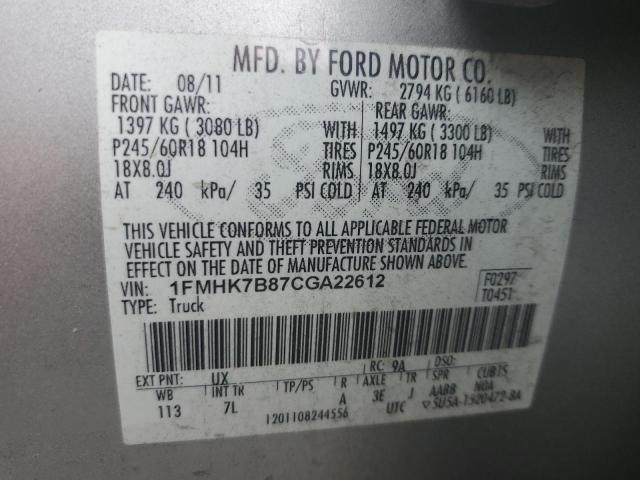 MFD. BY FORD MOTOR CO.
DATE: 08/11 GVWR: 2794 KG ( 6160 LB)
FRONT GAWR: REAR GAWR:
1397 KG ( 3080 LB) WITH 1497 KG ( 3300 LB) WITH
P245/60R18 104H TIRES P245/60R18 104H TIRES
18X8.0J RIMS 18X8.0J RIMS
AT 240 kPa/ 35 PSI COLD AT 240 kPa/ 35 PSI COLD
THIS VEHICLE CONFORMS TO ALL APPLICABLE FEDERAL MOTOR
VEHICLE SAFETY AND THEFT PREVENTION STANDARDS IN
EFFECT ON THE DATE OF MANUFACTURE SHOWN ABOVE.
VIN: 1FMHK7B87CGA22612 F0297
TYPE: Truck T0451
EXT PNT: UX RC: 9A DSO:
WB INT TR TP/PS R AXLE TR SPR CUBTS
113 7L A 3E J AABB NOA
1201108244556 UTC ▽5U5A-1520472-BA